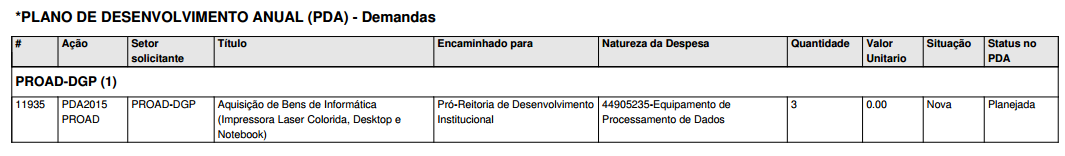 *PLANO DE DESENVOLVIMENTO ANUAL (PDA) - Demandas
# Ação Setor solicitante Título Encaminhado para Natureza da Despesa Quantidade Valor Unitario Situação Status no PDA
PROAD-DGP (1)
11935 PDA2015 PROAD-DGP Aquisição de Bens de Informática Pró-Reitoria de Desenvolvimento 44905235-Equipamento de 3 0.00 Nova Planejada
PROAD (Impressora Laser Colorida, Desktop e Institucional Processamento de Dados
Notebook)